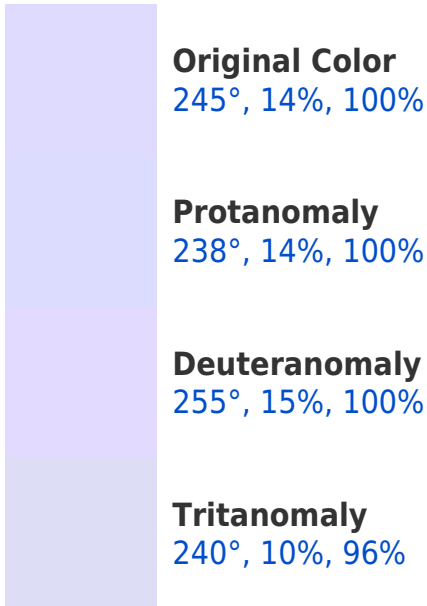 Original Color
245°, 14%, 100%
Protanomaly
238°, 14%, 100%
Deuteranomaly
255°, 15%, 100%
Tritanomaly
240°, 10%, 96%